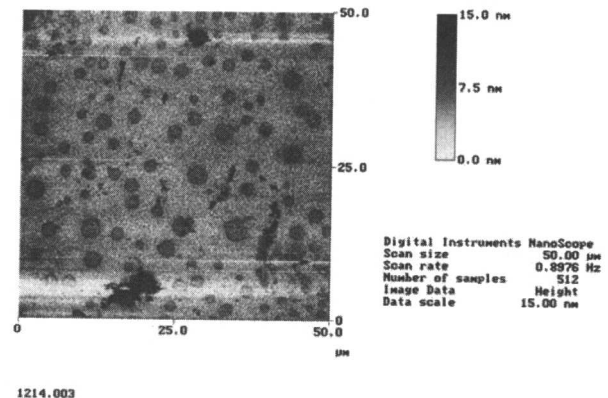 50.0
15.0 nm
7.5 nm
0.0 nm
25.0
0
0 25.0 50.0
μm
Digital Instruments NanoScope
Scan size 50.00 μm
Scan rate 0.8976 Hz
Number of samples 512
Image Data Height
Data scale 15.00 nm
1214.003